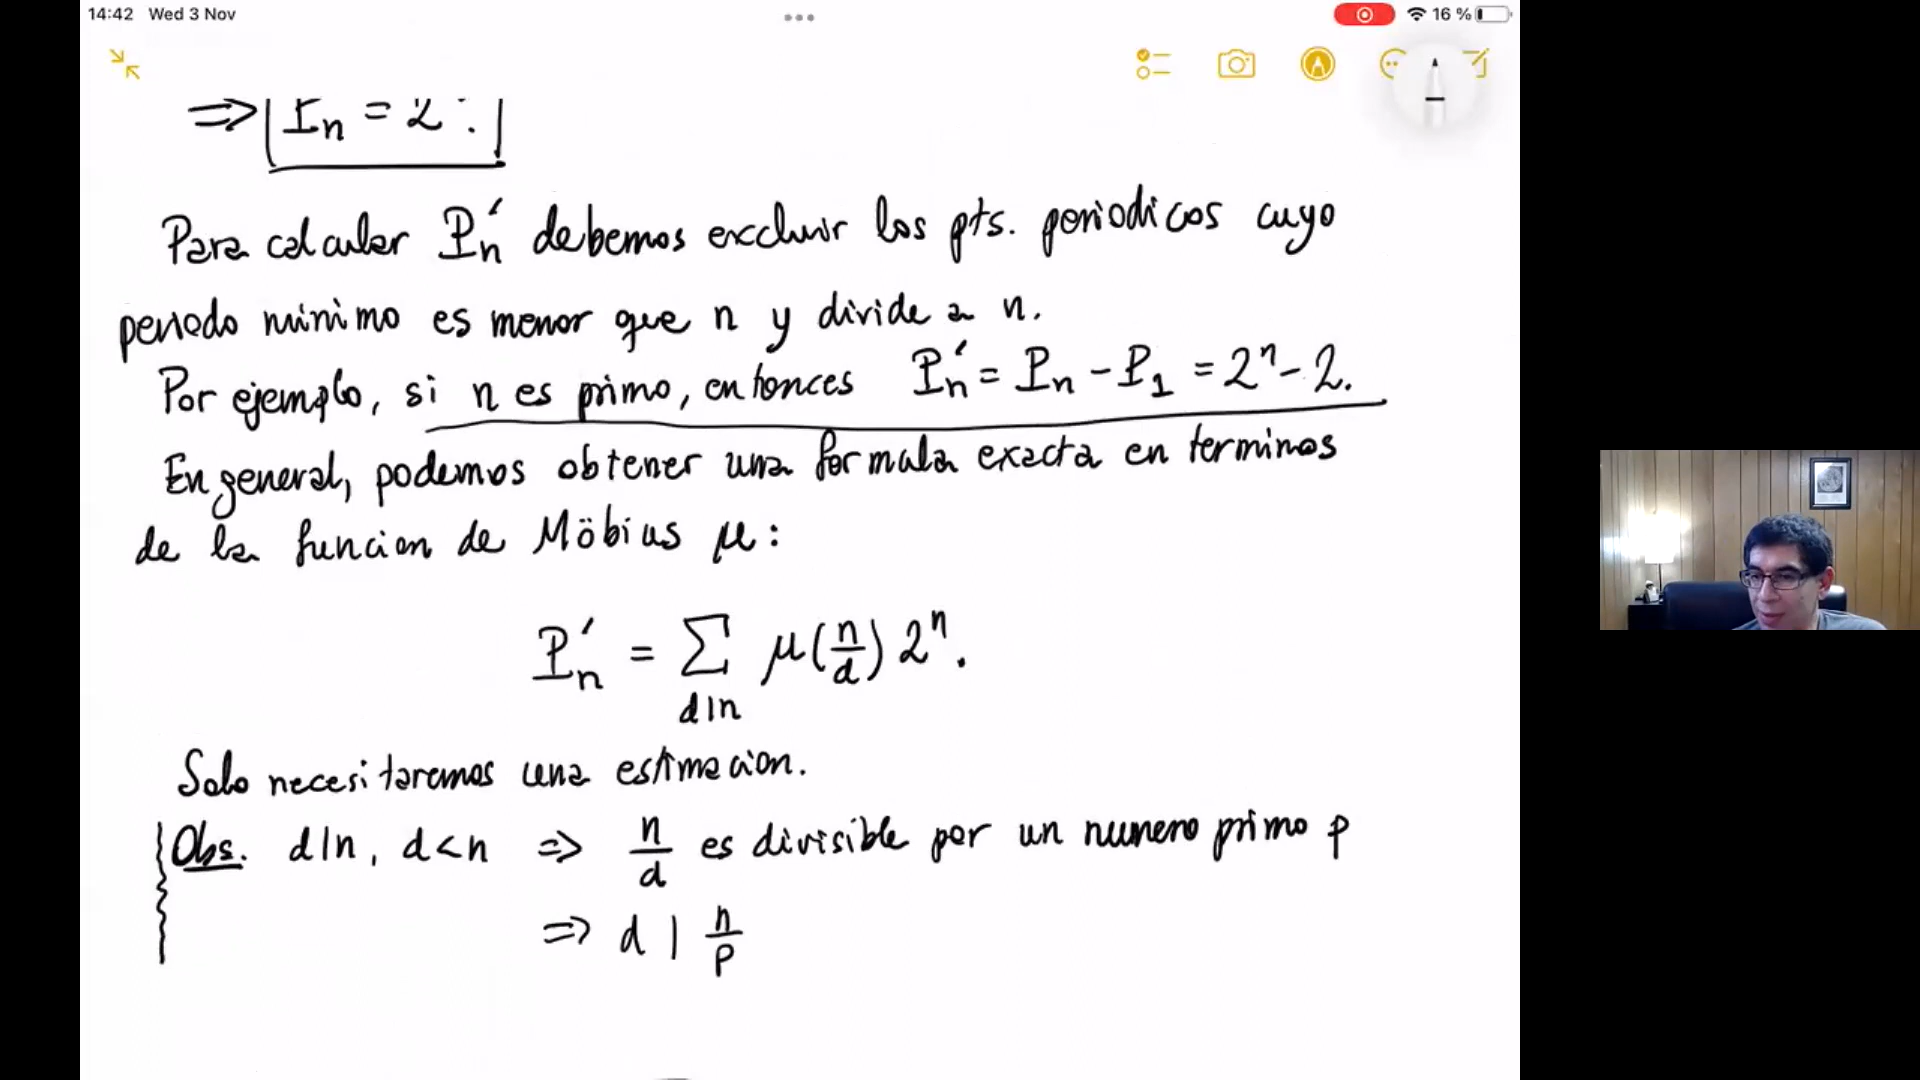 14:42 Wed 3 Nov
16 %
⇒ Pn = 2ⁿ.
Para calcular Pn′ debemos excluir los pts. periodicos cuyo
periodo minimo es menor que n y divide a n.
Por ejemplo, si n es primo, entonces Pn′ = Pn - P1 = 2ⁿ - 2.
En general, podemos obtener una formula exacta en terminos
de la funcion de Möbius μ:
Pn′ = Σ μ(n/d) 2ⁿ.
d|n
Solo necesitaremos una estimacion.
Obs. d|n, d<n ⇒ n/d es divisible por un numero primo p
⇒ d | n/p